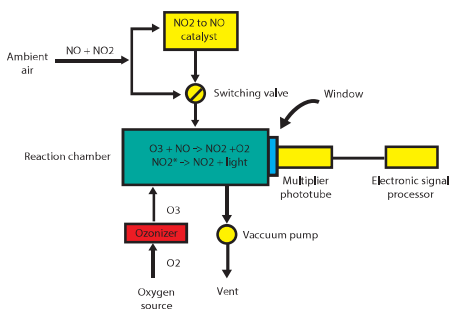 NO2 to NO
catalyst
NO + NO2
Ambient
air
Switching valve
Window
Reaction chamber
O3 + NO -> NO2 +O2
NO2* -> NO2 + light
Multiplier
phototube
Electronic signal
processor
O3
Ozonizer
Vaccuum pump
O2
Oxygen
source
Vent